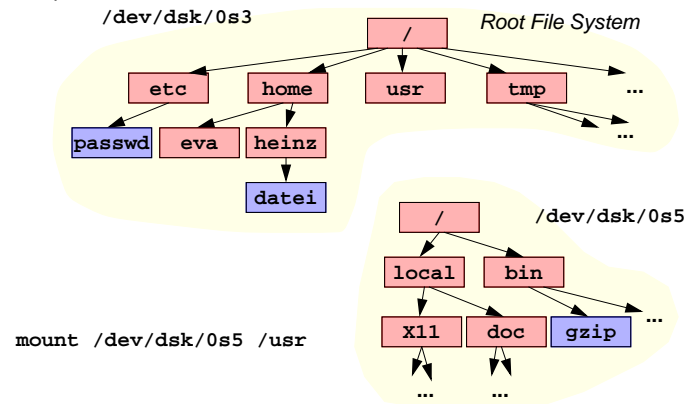 /dev/dsk/0s3
Root File System
/
etc home usr tmp ...
passwd eva heinz ...
datei
/dev/dsk/0s5
/
local bin
X11 doc gzip ...
mount /dev/dsk/0s5 /usr
... ...